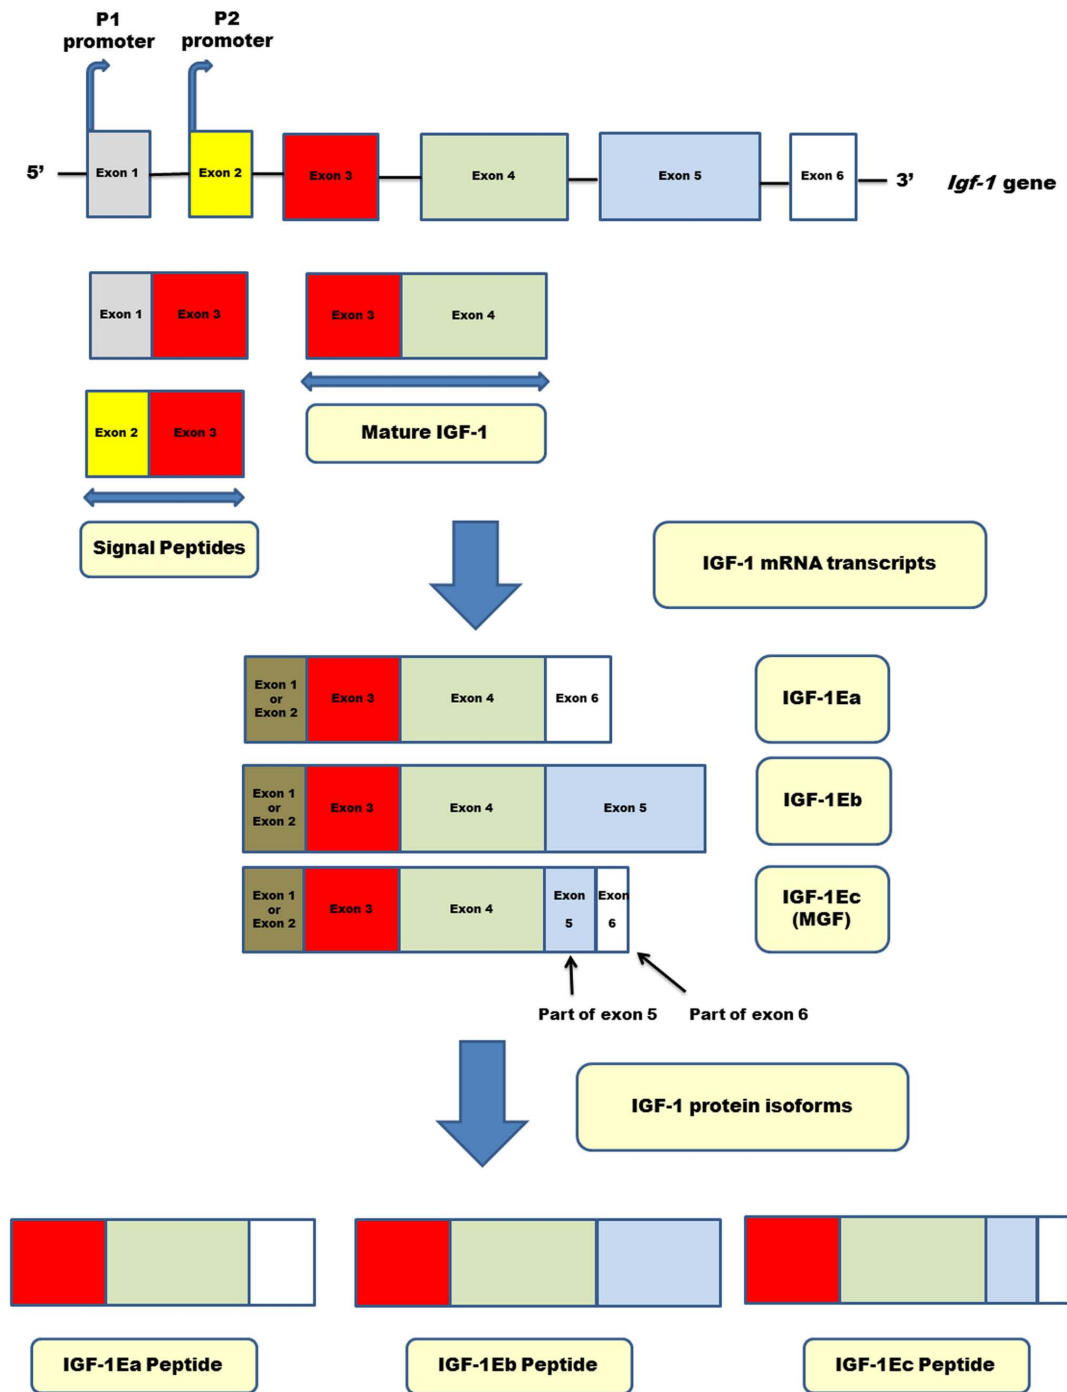 P1
promoter
P2
promoter
5’
Exon 1
Exon 2
Exon 3
Exon 4
Exon 5
Exon 6
3’
Igf-1 gene
Exon 1
Exon 3
Exon 3
Exon 4
Exon 2
Exon 3
Mature IGF-1
Signal Peptides
IGF-1 mRNA transcripts
Exon 1
or
Exon 2
Exon 3
Exon 4
Exon 6
IGF-1Ea
Exon 1
or
Exon 2
Exon 3
Exon 4
Exon 5
IGF-1Eb
Exon 1
or
Exon 2
Exon 3
Exon 4
Exon
5
Exon
6
IGF-1Ec
(MGF)
Part of exon 5
Part of exon 6
IGF-1 protein isoforms
IGF-1Ea Peptide
IGF-1Eb Peptide
IGF-1Ec Peptide